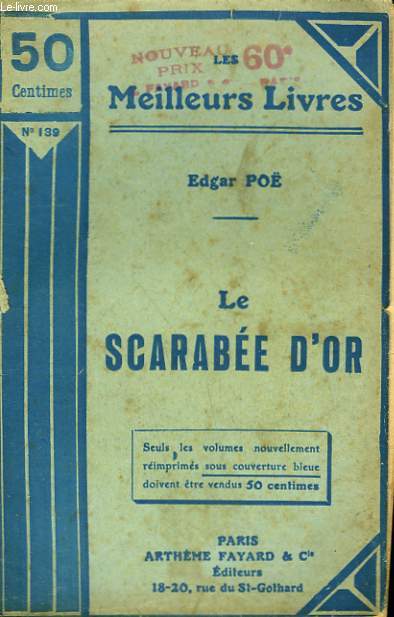 le-livre.com
50
Centimes
N° 139
NOUVEAU
PRIX 60c
FAYARD
LES
Meilleurs Livres
Edgar POË
Le
SCARABÉE D'OR
Seuls, les volumes nouvellement
réimprimés sous couverture bleue
doivent être vendus 50 centimes
PARIS
ARTHÈME FAYARD & Cie
Éditeurs
18-20, rue du St-Gothard